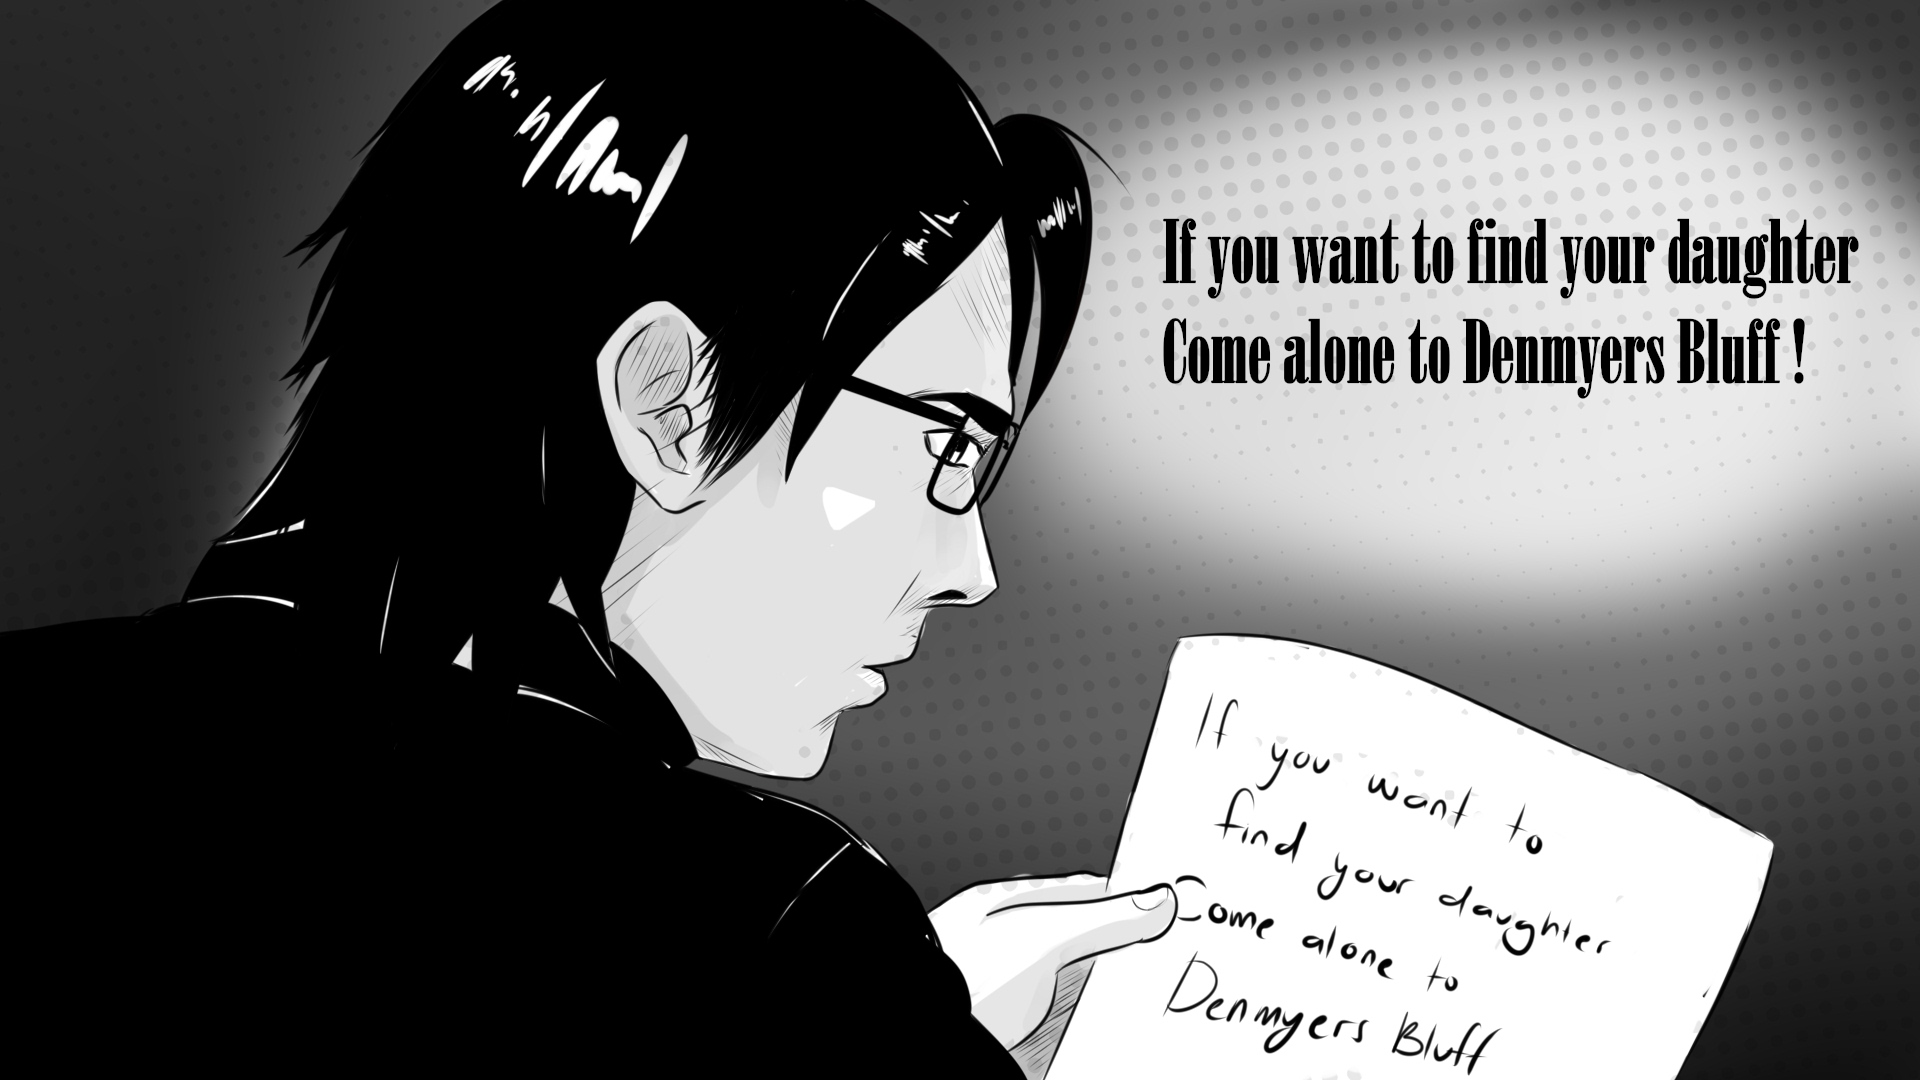 If you want to find your daughter
Come alone to Denmyers Bluff !
If you want to
find your daughter
Come alone to
Denmyers Bluff